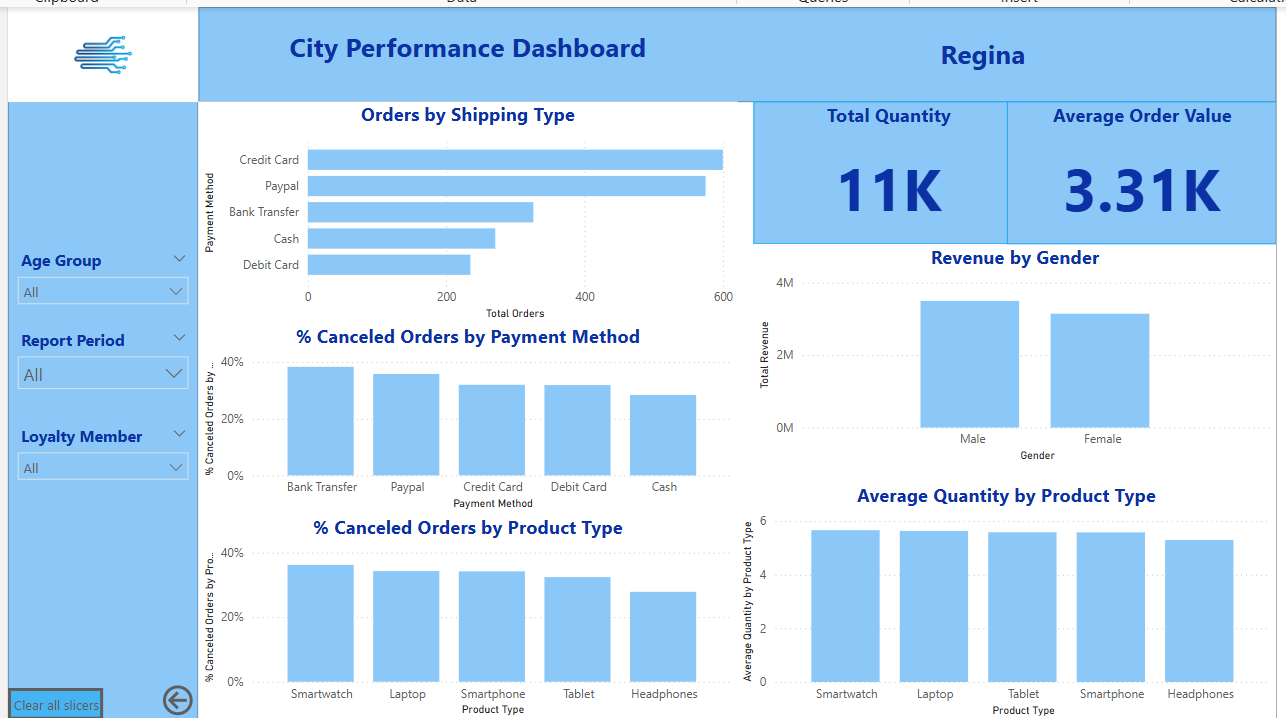 Clipboard
Data
Queries
Insert
City Performance Dashboard
Regina
Orders by Shipping Type
Payment Method
Credit Card
Paypal
Bank Transfer
Cash
Debit Card
0 200 400 600
Total Orders
Total Quantity
11K
Average Order Value
3.31K
Age Group
All
Report Period
All
Loyalty Member
All
% Canceled Orders by Payment Method
% Canceled Orders by ...
40%
20%
0%
Bank Transfer Paypal Credit Card Debit Card Cash
Payment Method
Revenue by Gender
Total Revenue
4M
2M
0M
Male Female
Gender
% Canceled Orders by Product Type
% Canceled Orders by Pro...
40%
20%
0%
Smartwatch Laptop Smartphone Tablet Headphones
Product Type
Average Quantity by Product Type
Average Quantity by Product Type
6
4
2
0
Smartwatch Laptop Tablet Smartphone Headphones
Product Type
Clear all slicers